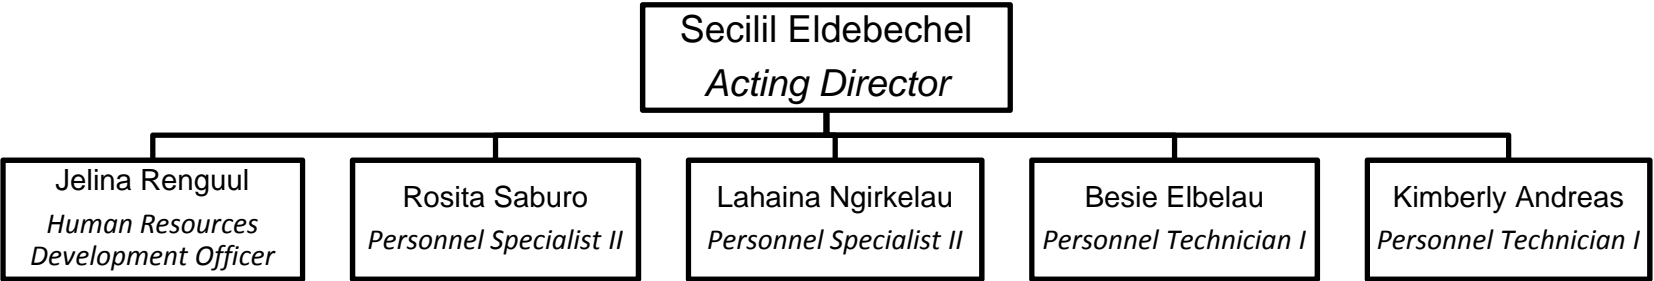 Secilil Eldebechel
Acting Director
Jelina Renguul
Human Resources
Development Officer
Rosita Saburo
Personnel Specialist II
Lahaina Ngirkelau
Personnel Specialist II
Besie Elbelau
Personnel Technician I
Kimberly Andreas
Personnel Technician I